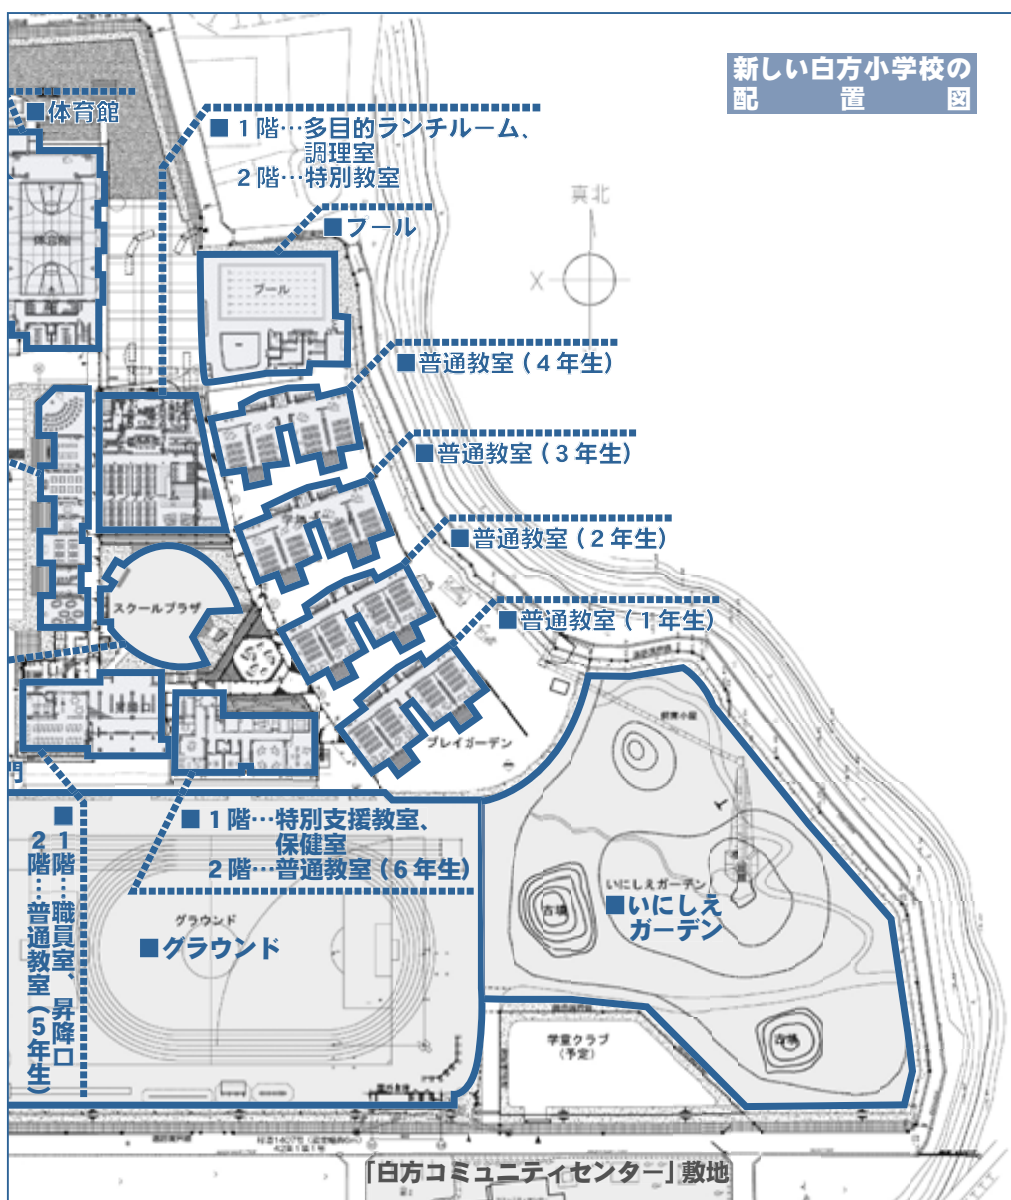 新しい白方小学校の
配置図
■体育館
■1階…多目的ランチルーム、
調理室
2階…特別教室
■プール
真北
X
体育館
プール
■普通教室(4年生)
■普通教室(3年生)
■普通教室(2年生)
■普通教室(1年生)
スクールプラザ
プレイガーデン
門
■1階…特別支援教室、
保健室
2階…普通教室(6年生)
■1階…職員室、昇降口
2階…普通教室(5年生)
グラウンド
■グラウンド
いにしえガーデン
■いにしえ
ガーデン
古墳
古墳
学童クラブ
(予定)
「白方コミュニティセンター」敷地